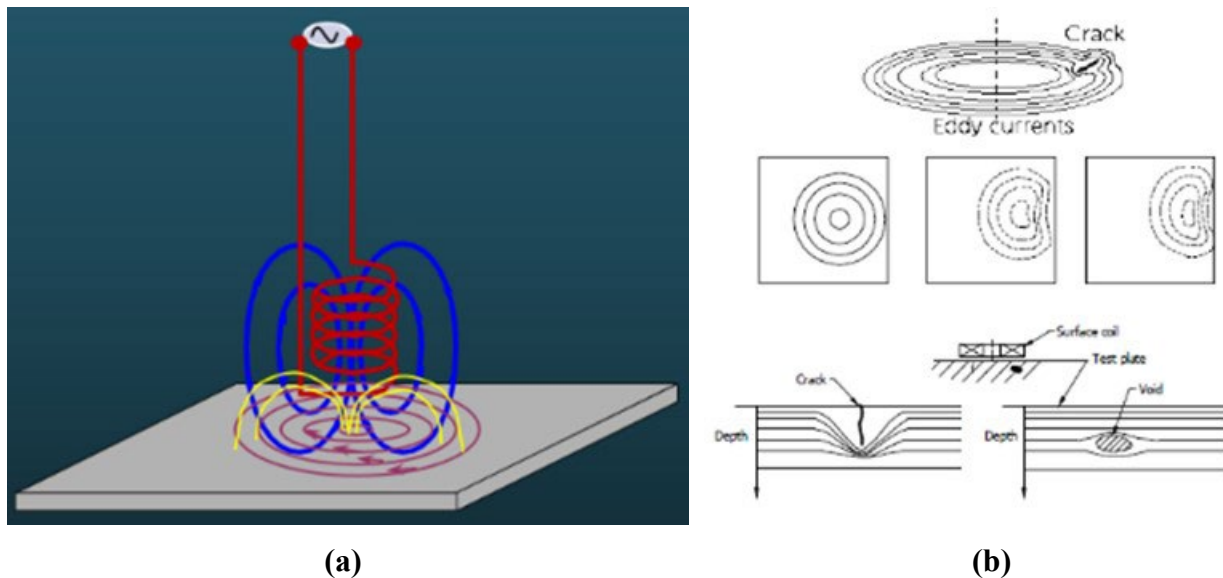 Crack
Eddy currents
Surface coil
Test plate
Crack
Void
Depth
Depth
(a)
(b)